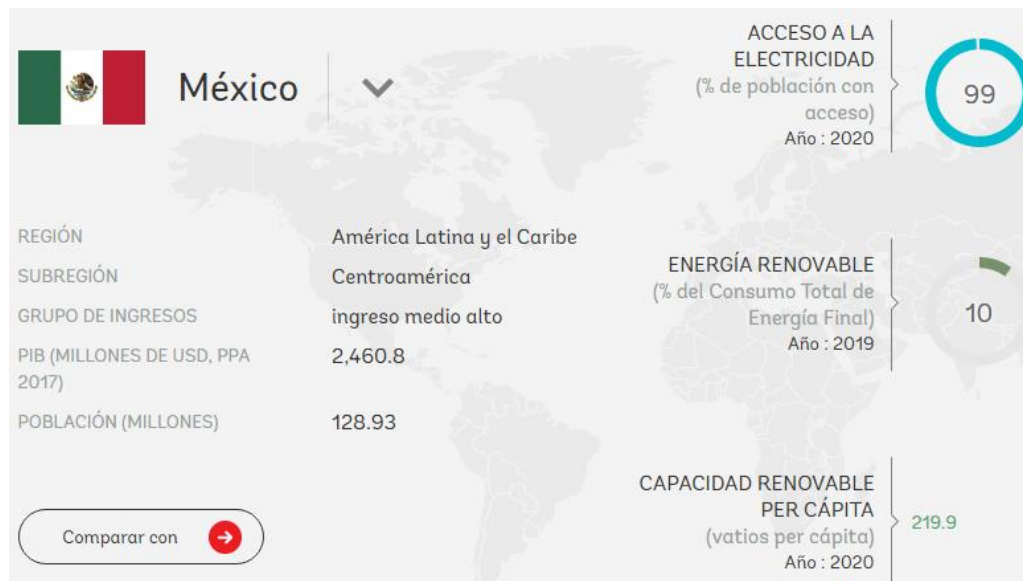 México
REGIÓN
América Latina y el Caribe
SUBREGIÓN
Centroamérica
GRUPO DE INGRESOS
ingreso medio alto
PIB (MILLONES DE USD, PPA
2017)
2,460.8
POBLACIÓN (MILLONES)
128.93
Comparar con
ACCESO A LA
ELECTRICIDAD
(% de población con
acceso)
Año : 2020
99
ENERGÍA RENOVABLE
(% del Consumo Total de
Energía Final)
Año : 2019
10
CAPACIDAD RENOVABLE
PER CÁPITA
(vatios per cápita)
Año : 2020
219.9